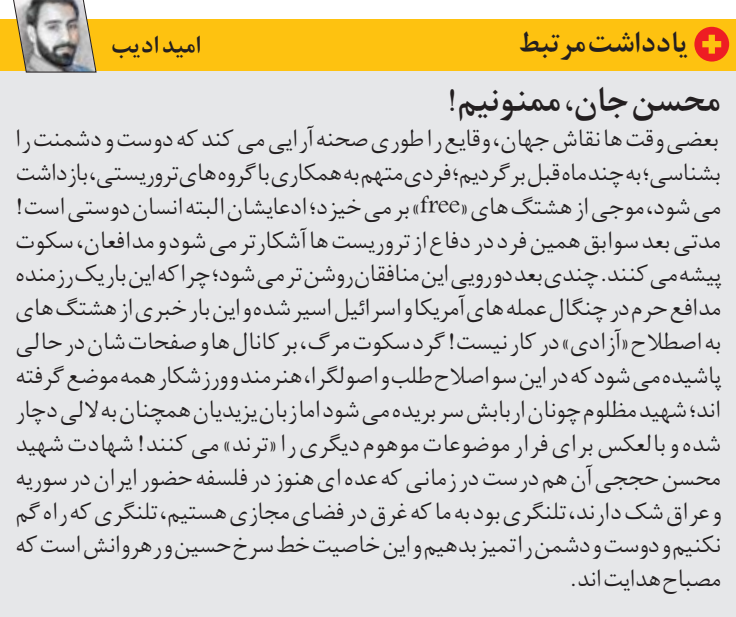 یادداشت مرتبط
امید ادیب
محسن جان، ممنونیم!
بعضی وقت ها نقاش جهان، وقایع را طوری صحنه آرایی می کند که دوست و دشمنت را
بشناسی؛ به چند ماه قبل برگردیم؛ فردی متهم به همکاری با گروه های تروریستی، بازداشت
می شود، موجی از هشتگ های «free» بر می خیزد؛ ادعایشان البته انسان دوستی است!
مدتی بعد سوابق همین فرد در دفاع از تروریست ها آشکارتر می شود و مدافعان، سکوت
پیشه می کنند. چندی بعد دورویی این منافقان روشن تر می شود؛ چرا که این بار یک رزمنده
مدافع حرم در چنگال عمله های آمریکا و اسرائیل اسیر شده و این بار خبری از هشتگ های
به اصطلاح «آزادی» در کار نیست! گرد سکوت مرگ، بر کانال ها و صفحات شان در حالی
پاشیده می شود که در این سو اصلاح طلب و اصولگرا، هنرمند و ورزشکار همه موضع گرفته
اند؛ شهید مظلوم چونان اربابش سر بریده می شود اما زبان یزیدیان همچنان به لالی دچار
شده و بالعکس برای فرار موضوعات موهوم دیگری را «ترند» می کنند! شهادت شهید
محسن حججی آن هم درست در زمانی که عده ای هنوز در فلسفه حضور ایران در سوریه
و عراق شک دارند، تلنگری بود به ما که غرق در فضای مجازی هستیم، تلنگری که راه گم
نکنیم و دوست و دشمن را تمیز بدهیم و این خاصیت خط سرخ حسین و رهروانش است که
مصباح هدایت اند.